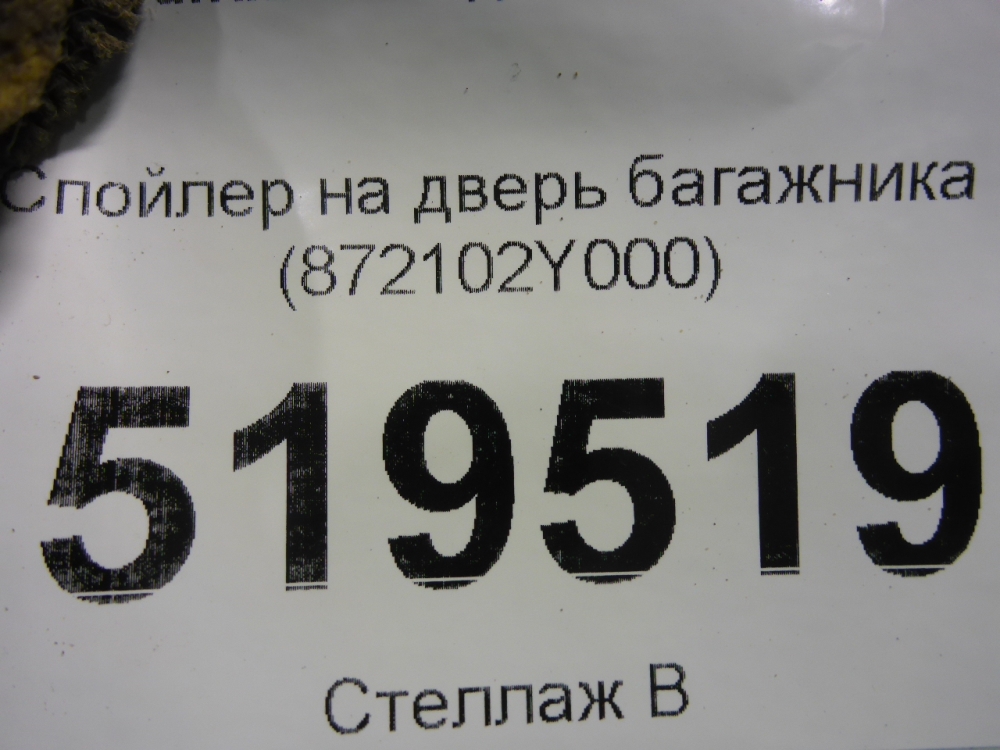 Спойлер на дверь багажника
(872102Y000)
519519
Стеллаж В